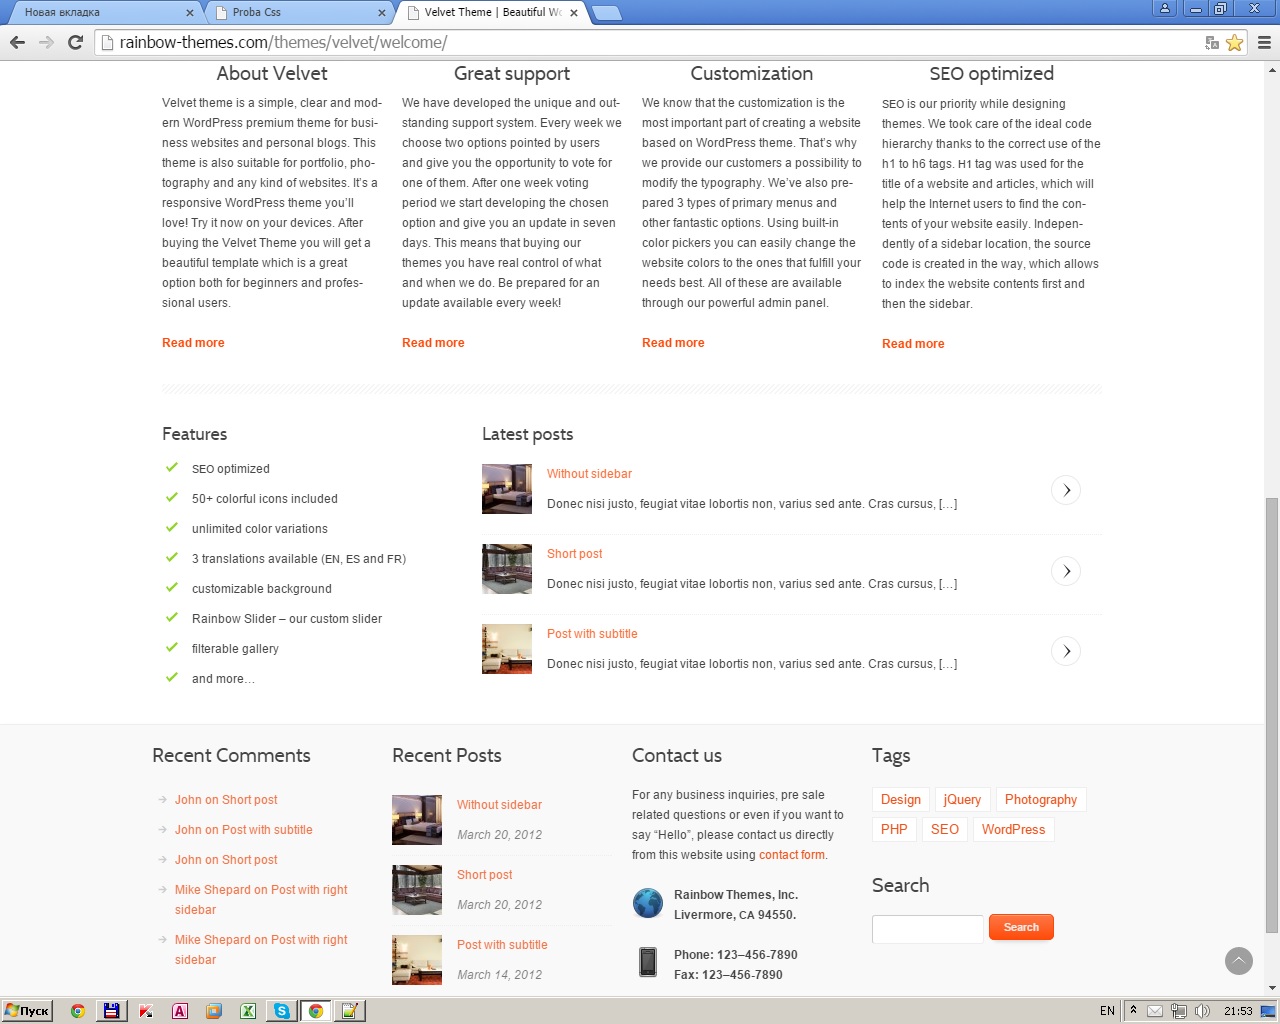 Новая вкладка
Proba Css
Velvet Theme | Beautiful Wo
rainbow-themes.com/themes/velvet/welcome/
About Velvet
Velvet theme is a simple, clear and mod-
ern WordPress premium theme for busi-
ness websites and personal blogs. This
theme is also suitable for portfolio, pho-
tography and any kind of websites. It's a
responsive WordPress theme you'll
love! Try it now on your devices. After
buying the Velvet Theme you will get a
beautiful template which is a great
option both for beginners and profes-
sional users.
Read more
Great support
We have developed the unique and out-
standing support system. Every week we
choose two options pointed by users
and give you the opportunity to vote for
one of them. After one week voting
period we start developing the chosen
option and give you an update in seven
days. This means that buying our
themes you have real control of what
and when we do. Be prepared for an
update available every week!
Read more
Customization
We know that the customization is the
most important part of creating a website
based on WordPress theme. That's why
we provide our customers a possibility to
modify the typography. We've also pre-
pared 3 types of primary menus and
other fantastic options. Using built-in
color pickers you can easily change the
website colors to the ones that fulfill your
needs best. All of these are available
through our powerful admin panel.
Read more
SEO optimized
SEO is our priority while designing
themes. We took care of the ideal code
hierarchy thanks to the correct use of the
h1 to h6 tags. H1 tag was used for the
title of a website and articles, which will
help the Internet users to find the con-
tents of your website easily. Indepen-
dently of a sidebar location, the source
code is created in the way, which allows
to index the website contents first and
then the sidebar.
Read more
Features
SEO optimized
50+ colorful icons included
unlimited color variations
3 translations available (EN, ES and FR)
customizable background
Rainbow Slider – our custom slider
filterable gallery
and more…
Latest posts
Without sidebar
Donec nisi justo, feugiat vitae lobortis non, varius sed ante. Cras cursus, […]
Short post
Donec nisi justo, feugiat vitae lobortis non, varius sed ante. Cras cursus, […]
Post with subtitle
Donec nisi justo, feugiat vitae lobortis non, varius sed ante. Cras cursus, […]
Recent Comments
John on Short post
John on Post with subtitle
John on Short post
Mike Shepard on Post with right
sidebar
Mike Shepard on Post with right
sidebar
Recent Posts
Without sidebar
March 20, 2012
Short post
March 20, 2012
Post with subtitle
March 14, 2012
Contact us
For any business inquiries, pre sale
related questions or even if you want to
say “Hello”, please contact us directly
from this website using contact form.
Rainbow Themes, Inc.
Livermore, CA 94550.
Phone: 123–456-7890
Fax: 123–456-7890
Tags
Design jQuery Photography
PHP SEO WordPress
Search
Search
Пуск
EN
21:53